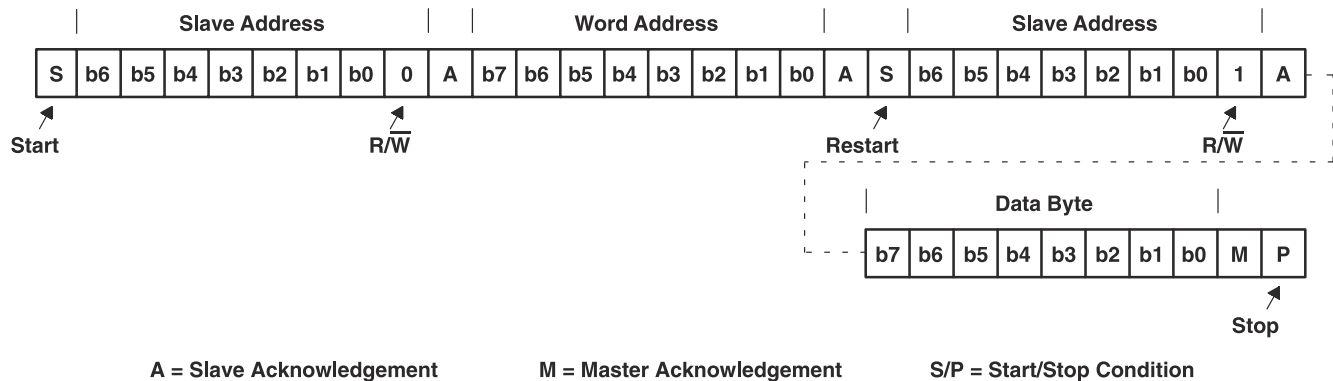 Slave Address Word Address Slave Address
S b6 b5 b4 b3 b2 b1 b0 0 A b7 b6 b5 b4 b3 b2 b1 b0 A S b6 b5 b4 b3 b2 b1 b0 1 A
Start R/W̅ Restart R/W̅
Data Byte
b7 b6 b5 b4 b3 b2 b1 b0 M P
Stop
A = Slave Acknowledgement M = Master Acknowledgement S/P = Start/Stop Condition